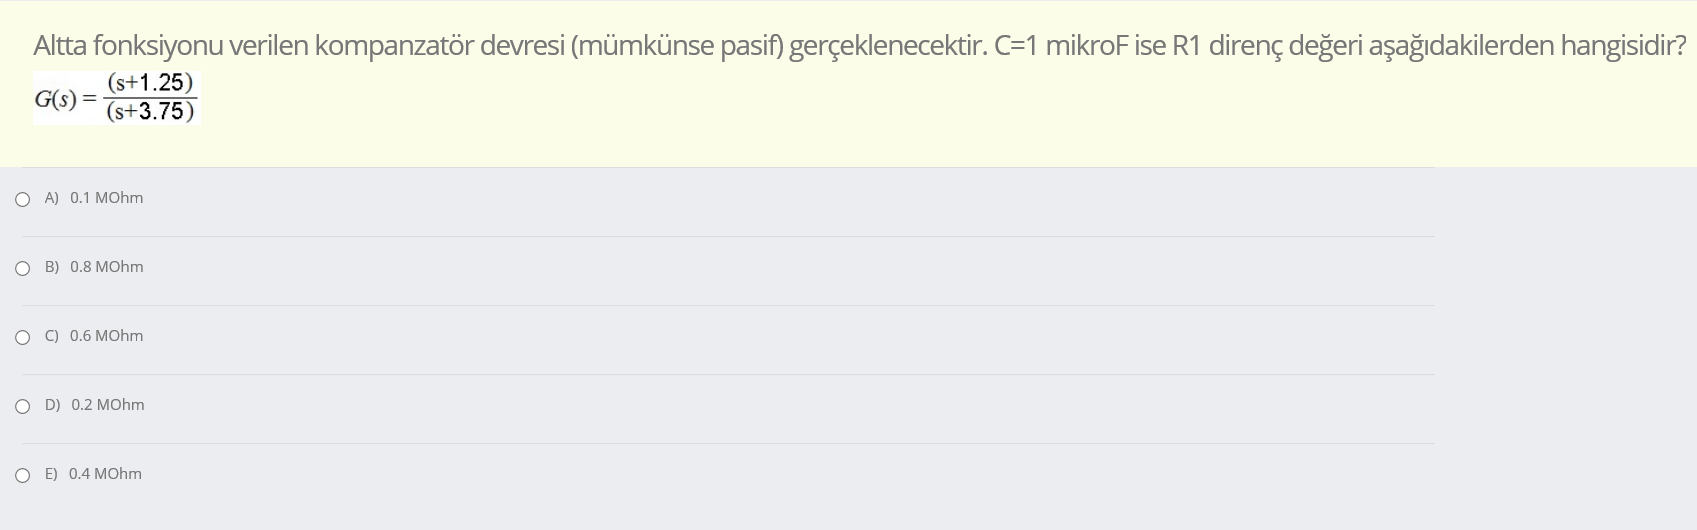 Altta fonksiyonu verilen kompanzatör devresi (mümkünse pasif) gerçeklenecektir. C=1 mikroF ise R1 direnç değeri aşağıdakilerden hangisidir?
G(s) = (s+1.25)
(s+3.75)
A) 0.1 MOhm
B) 0.8 MOhm
C) 0.6 MOhm
D) 0.2 MOhm
E) 0.4 MOhm